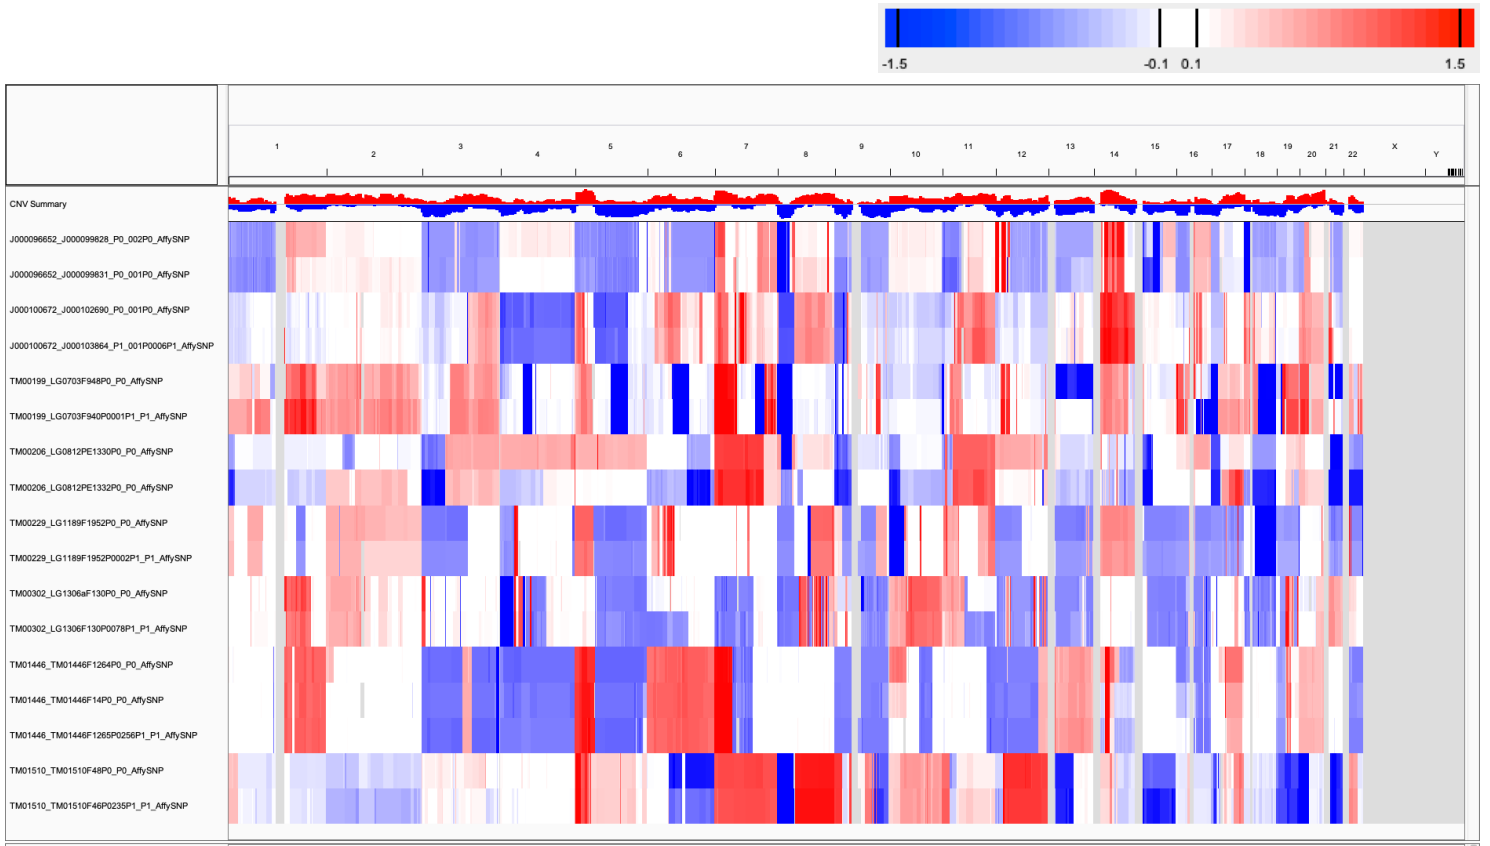 -1.5 -0.1 0.1 1.5
1 2 3 4 5 6 7 8 9 10 11 12 13 14 15 16 17 18 19 20 21 22 X Y
CNV Summary
J000096652_J000099828_P0_002P0_AffySNP
J000096652_J000099831_P0_001P0_AffySNP
J000100672_J000102690_P0_001P0_AffySNP
J000100672_J000103864_P1_001P0006P1_AffySNP
TM00199_LG0703F948P0_P0_AffySNP
TM00199_LG0703F940P0001P1_P1_AffySNP
TM00206_LG0812PE1330P0_P0_AffySNP
TM00206_LG0812PE1332P0_P0_AffySNP
TM00229_LG1189F1952P0_P0_AffySNP
TM00229_LG1189F1952P0002P1_P1_AffySNP
TM00302_LG1306aF130P0_P0_AffySNP
TM00302_LG1306F130P0078P1_P1_AffySNP
TM01446_TM01446F1264P0_P0_AffySNP
TM01446_TM01446F14P0_P0_AffySNP
TM01446_TM01446F1265P0256P1_P1_AffySNP
TM01510_TM01510F48P0_P0_AffySNP
TM01510_TM01510F46P0235P1_P1_AffySNP